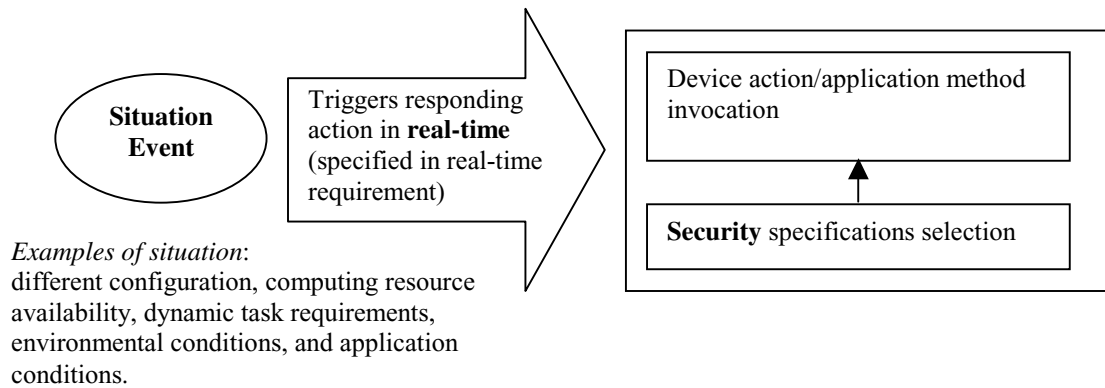 Situation
Event
Triggers responding
action in real-time
(specified in real-time
requirement)
Device action/application method
invocation
Security specifications selection
Examples of situation:
different configuration, computing resource
availability, dynamic task requirements,
environmental conditions, and application
conditions.